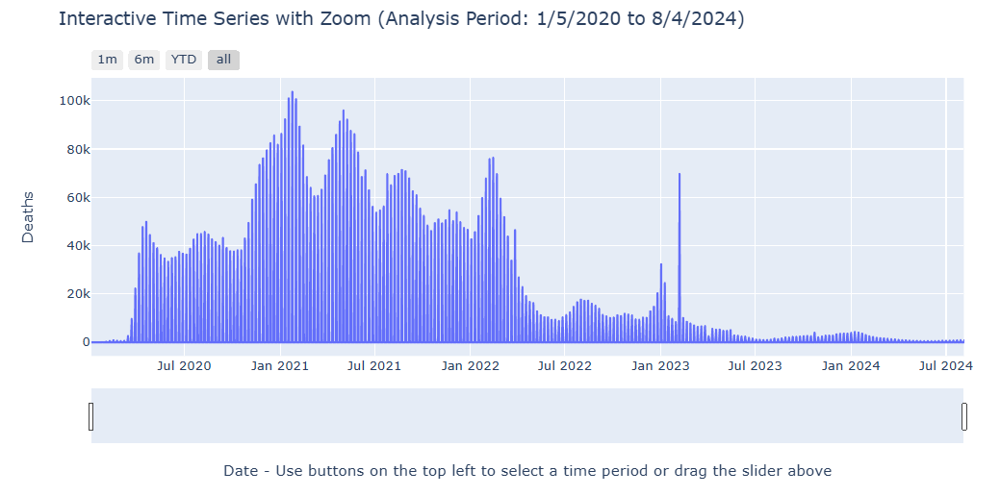 Interactive Time Series with Zoom (Analysis Period: 1/5/2020 to 8/4/2024)
1m 6m YTD all
100k
80k
60k
40k
20k
0
Deaths
Jul 2020 Jan 2021 Jul 2021 Jan 2022 Jul 2022 Jan 2023 Jul 2023 Jan 2024 Jul 2024
Date - Use buttons on the top left to select a time period or drag the slider above